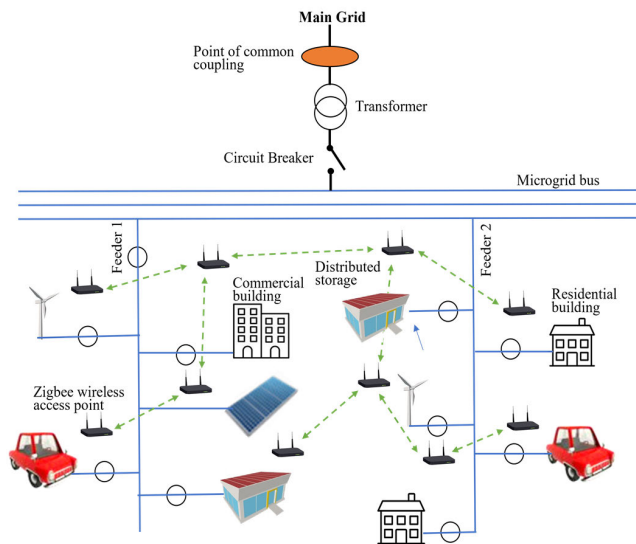 Main Grid
Point of common
coupling
Transformer
Circuit Breaker
Microgrid bus
Feeder 1
Feeder 2
Commercial
building
Distributed
storage
Residential
building
Zigbee wireless
access point